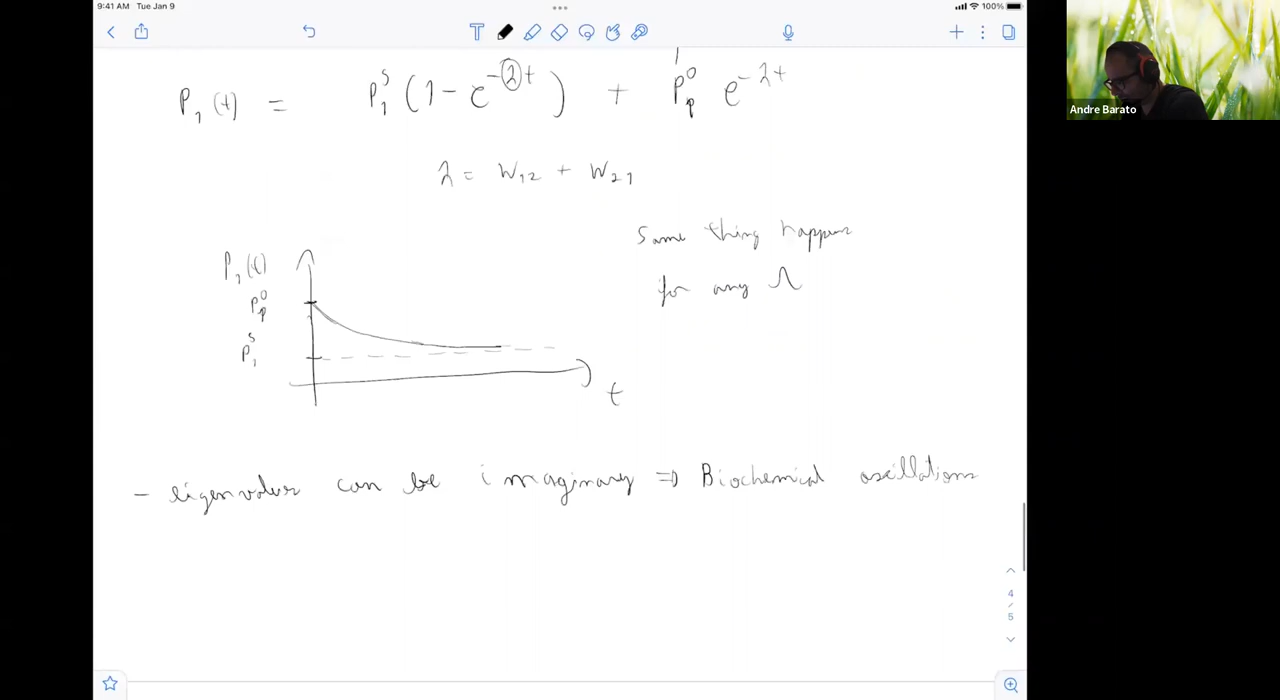 9:41 AM Tue Jan 9
100%
P₁(t) = P₁ˢ (1 - e^{-λt}) + P₁⁰ e^{-λt}
λ = W₁₂ + W₂₁
Same thing happens
for any Λ
P₁(t)
P₁⁰
P₁ˢ
t
- eigenvalues can be imaginary ⇒ Biochemical oscillations
4
/
5
T
Andre Barato